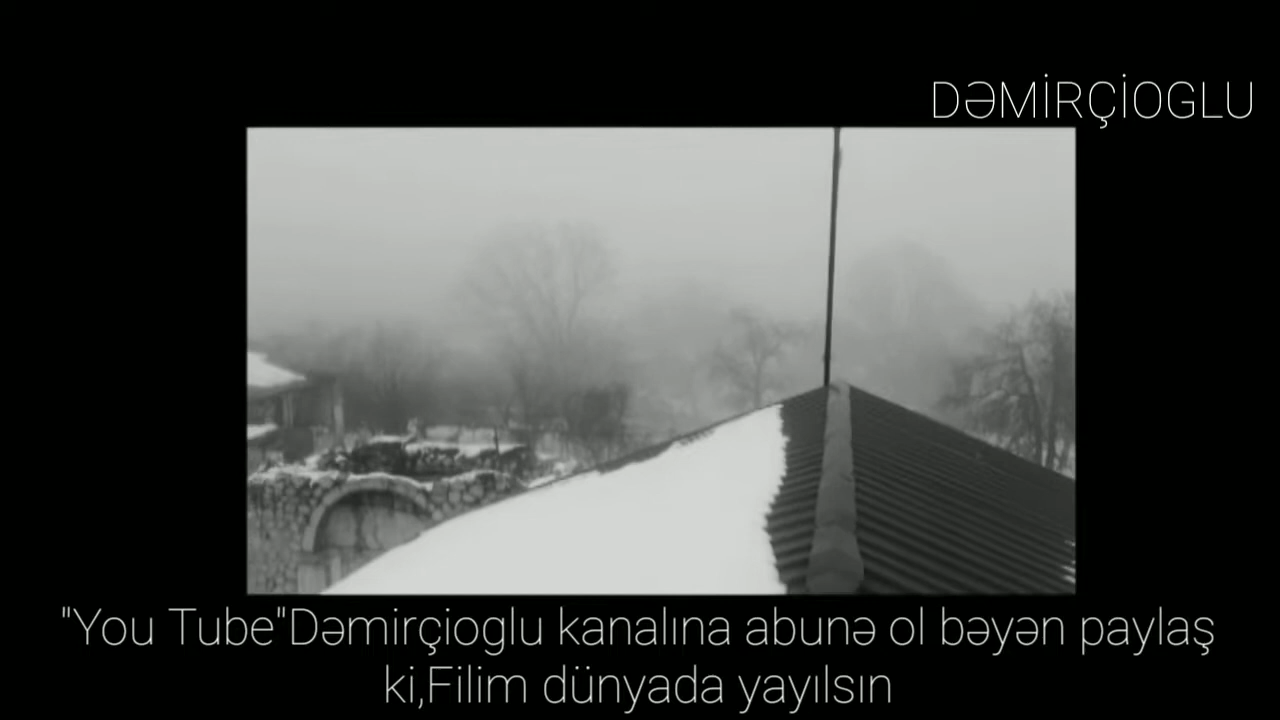 DƏMİRÇİOGLU
"You Tube"Dəmirçioglu kanalına abunə ol bəyən paylaş
ki,Filim dünyada yayılsın